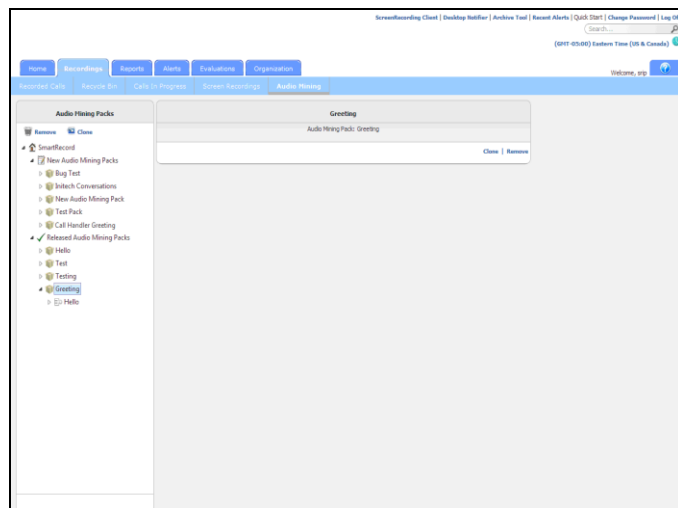 ScreenRecording Client | Desktop Notifier | Archive Tool | Recent Alerts | Quick Start | Change Password | Log Of
Search...
(GMT-05:00) Eastern Time (US & Canada)
Home Recordings Reports Alerts Evaluations Organization
Welcome,
Recorded Calls Recycle Bin Calls In Progress Screen Recordings Audio Mining
Audio Mining Packs
Remove Clone
SmartRecord
New Audio Mining Packs
Bug Test
Initech Conversations
New Audio Mining Pack
Test Pack
Call Handler Greeting
Released Audio Mining Packs
Hello
Test
Testing
Greeting
Hello
Greeting
Audio Mining Pack: Greeting
Clone | Remove